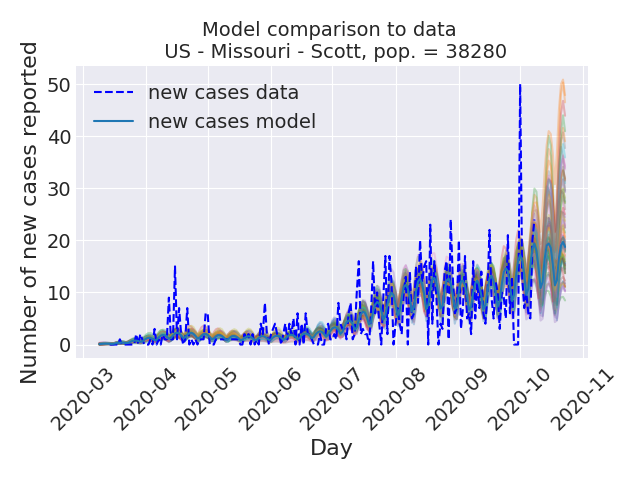 Model comparison to data
US - Missouri - Scott, pop. = 38280
Number of new cases reported
50
40
30
20
10
0
new cases data
new cases model
2020-03
2020-04
2020-05
2020-06
2020-07
2020-08
2020-09
2020-10
2020-11
Day